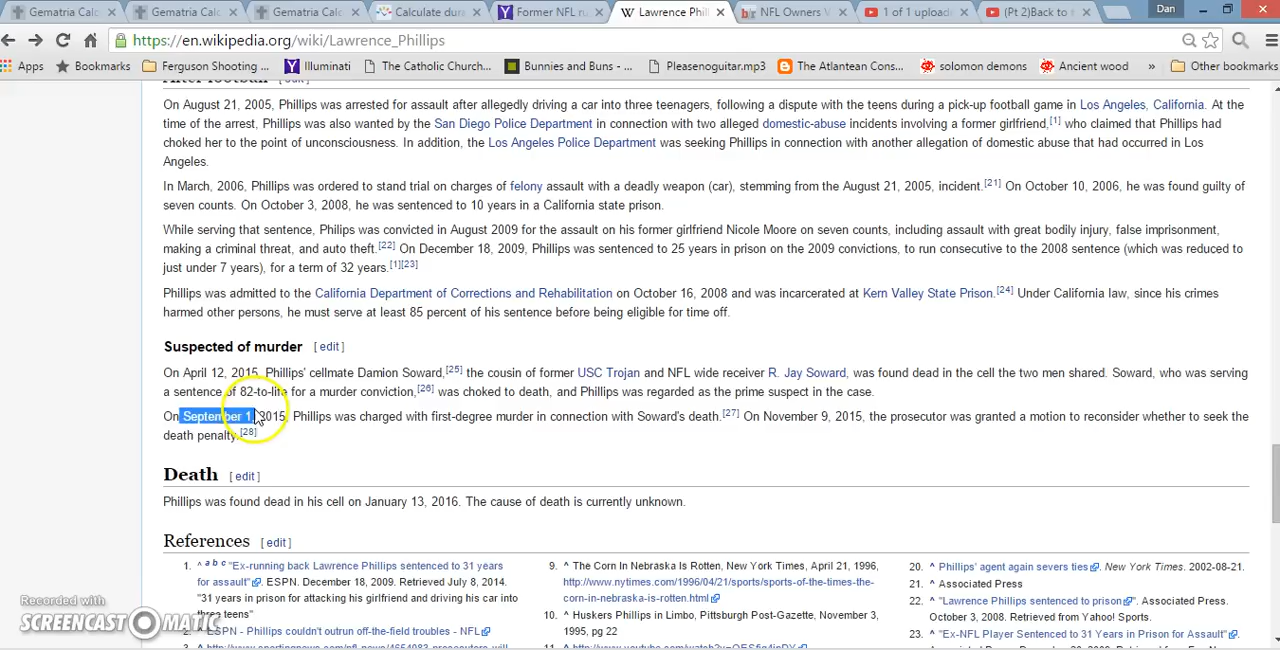 Gematria Calc
Gematria Calc
Gematria Calc
Calculate dura
Former NFL ru
Lawrence Phill
NFL Owners V
1 of 1 upload
(Pt 2)Back to
Dan
https://en.wikipedia.org/wiki/Lawrence_Phillips
Apps
Bookmarks
Ferguson Shooting ...
Illuminati
The Catholic Church...
Bunnies and Buns - ...
Pleasenoguitar.mp3
The Atlantean Cons...
solomon demons
Ancient wood
»
Other bookmarks
After football [edit]
On August 21, 2005, Phillips was arrested for assault after allegedly driving a car into three teenagers, following a dispute with the teens during a pick-up football game in Los Angeles, California. At the
time of the arrest, Phillips was also wanted by the San Diego Police Department in connection with two alleged domestic-abuse incidents involving a former girlfriend,[1] who claimed that Phillips had
choked her to the point of unconsciousness. In addition, the Los Angeles Police Department was seeking Phillips in connection with another allegation of domestic abuse that had occurred in Los
Angeles.
In March, 2006, Phillips was ordered to stand trial on charges of felony assault with a deadly weapon (car), stemming from the August 21, 2005, incident.[21] On October 10, 2006, he was found guilty of
seven counts. On October 3, 2008, he was sentenced to 10 years in a California state prison.
While serving that sentence, Philips was convicted in August 2009 for the assault on his former girlfriend Nicole Moore on seven counts, including assault with great bodily injury, false imprisonment,
making a criminal threat, and auto theft.[22] On December 18, 2009, Phillips was sentenced to 25 years in prison on the 2009 convictions, to run consecutive to the 2008 sentence (which was reduced to
just under 7 years), for a term of 32 years.[1][23]
Phillips was admitted to the California Department of Corrections and Rehabilitation on October 16, 2008 and was incarcerated at Kern Valley State Prison.[24] Under California law, since his crimes
harmed other persons, he must serve at least 85 percent of his sentence before being eligible for time off.
Suspected of murder [ edit ]
On April 12, 2015, Phillips' cellmate Damion Soward,[25] the cousin of former USC Trojan and NFL wide receiver R. Jay Soward, was found dead in the cell the two men shared. Soward, who was serving
a sentence of 82-to-life for a murder conviction,[26] was choked to death, and Phillips was regarded as the prime suspect in the case.
On September 1, 2015, Phillips was charged with first-degree murder in connection with Soward's death.[27] On November 9, 2015, the prosecutor was granted a motion to reconsider whether to seek the
death penalty.[28]
Death [ edit ]
Phillips was found dead in his cell on January 13, 2016. The cause of death is currently unknown.
References [ edit ]
1. ^ a b c "Ex-running back Lawrence Phillips sentenced to 31 years
for assault". ESPN. December 18, 2009. Retrieved July 8, 2014.
"31 years in prison for attacking his girlfriend and driving his car into
three teens"
2. ^ ESPN - Phillips couldn't outrun off-the-field troubles - NFL
9. ^ The Corn In Nebraska Is Rotten, New York Times, April 21, 1996,
http://www.nytimes.com/1996/04/21/sports/sports-of-the-times-the-
corn-in-nebraska-is-rotten.html
10. ^ Huskers Phillips in Limbo, Pittsburgh Post-Gazette, November 3,
1995, pg 22
20. ^ Phillips' agent again severs ties. New York Times. 2002-08-21.
21. ^ Associated Press
22. ^ "Lawrence Phillips sentenced to prison". Associated Press.
October 3, 2008. Retrieved from Yahoo! Sports.
23. ^ "Ex-NFL Player Sentenced to 31 Years in Prison for Assault".
Recorded with
SCREENCAST MATIC